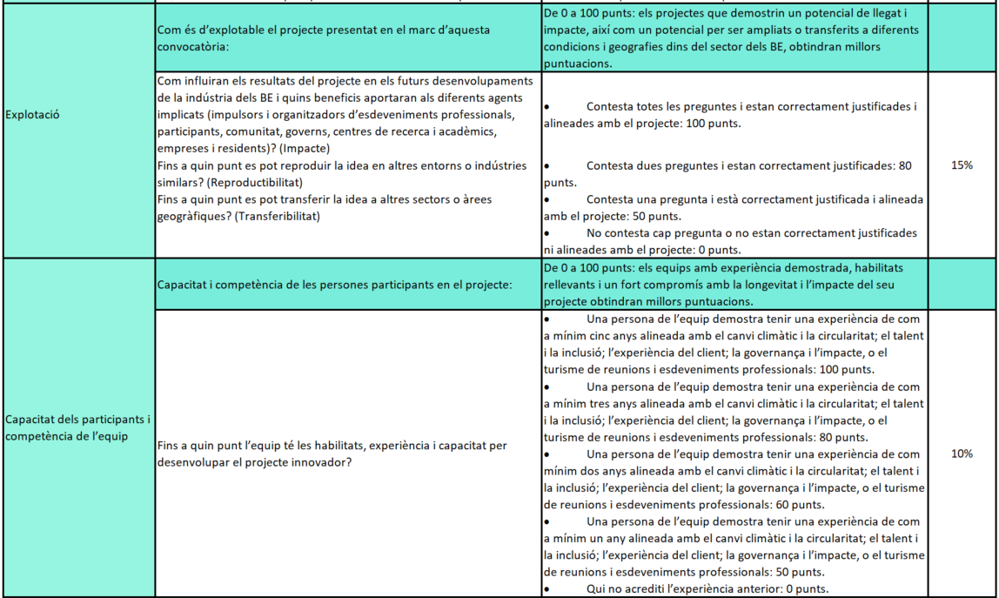 Com és d’explotable el projecte presentat en el marc d’aquesta
convocatòria:
De 0 a 100 punts: els projectes que demostrin un potencial de llegat i
impacte, així com un potencial per ser ampliats o transferits a diferents
condicions i geografies dins del sector dels BE, obtindran millors
puntuacions.
Explotació
Com influiran els resultats del projecte en els futurs desenvolupaments
de la indústria dels BE i quins beneficis aportaran als diferents agents
implicats (impulsors i organitzadors d’esdeveniments professionals,
participants, comunitat, governs, centres de recerca i acadèmics,
empreses i residents)? (Impacte)
Fins a quin punt es pot reproduir la idea en altres entorns o indústries
similars? (Reproductibilitat)
Fins a quin punt es pot transferir la idea a altres sectors o àrees
geogràfiques? (Transferibilitat)
• Contesta totes les preguntes i estan correctament justificades i
alineades amb el projecte: 100 punts.
• Contesta dues preguntes i estan correctament justificades: 80
punts.
• Contesta una pregunta i està correctament justificada i alineada
amb el projecte: 50 punts.
• No contesta cap pregunta o no estan correctament justificades
ni alineades amb el projecte: 0 punts.
15%
Capacitat i competència de les persones participants en el projecte:
De 0 a 100 punts: els equips amb experiència demostrada, habilitats
rellevants i un fort compromís amb la longevitat i l’impacte del seu
projecte obtindran millors puntuacions.
Capacitat dels participants i
competència de l’equip
Fins a quin punt l’equip té les habilitats, experiència i capacitat per
desenvolupar el projecte innovador?
• Una persona de l’equip demostra tenir una experiència de com
a mínim cinc anys alineada amb el canvi climàtic i la circularitat; el talent
i la inclusió; l’experiència del client; la governança i l’impacte, o el
turisme de reunions i esdeveniments professionals: 100 punts.
• Una persona de l’equip demostra tenir una experiència de com
a mínim tres anys alineada amb el canvi climàtic i la circularitat; el talent
i la inclusió; l’experiència del client; la governança i l’impacte, o el
turisme de reunions i esdeveniments professionals: 80 punts.
• Una persona de l’equip demostra tenir una experiència de com
mínim dos anys alineada amb el canvi climàtic i la circularitat; el talent i
la inclusió; l’experiència del client; la governança i l’impacte, o el turisme
de reunions i esdeveniments professionals: 60 punts.
• Una persona de l’equip demostra tenir una experiència de com
a mínim un any alineada amb el canvi climàtic i la circularitat; el talent i
la inclusió; l’experiència del client; la governança i l’impacte, o el turisme
de reunions i esdeveniments professionals: 50 punts.
• Qui no acrediti l’experiència anterior: 0 punts.
10%